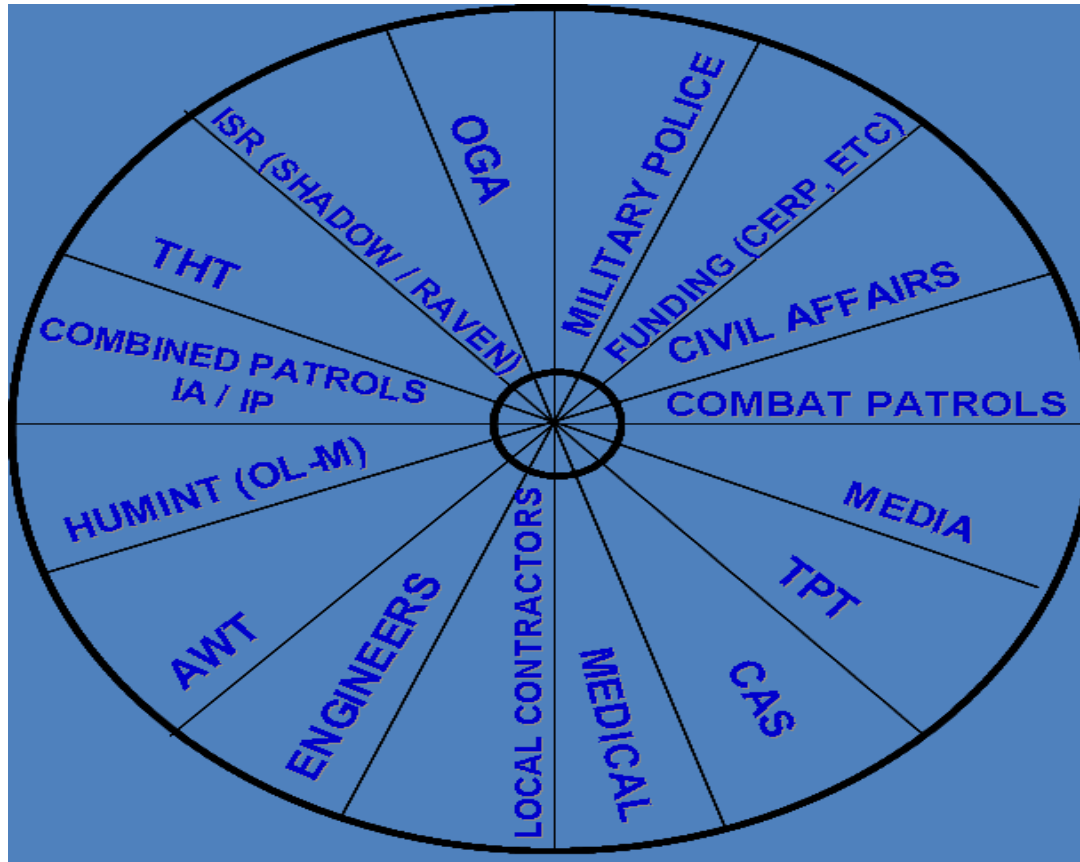 OGA
MILITARY POLICE
FUNDING (CERP, ETC)
CIVIL AFFAIRS
COMBAT PATROLS
MEDIA
TPT
CAS
MEDICAL
LOCAL CONTRACTORS
ENGINEERS
AWT
HUMINT (OL-M)
COMBINED PATROLS
IA / IP
THT
ISR (SHADOW / RAVEN)